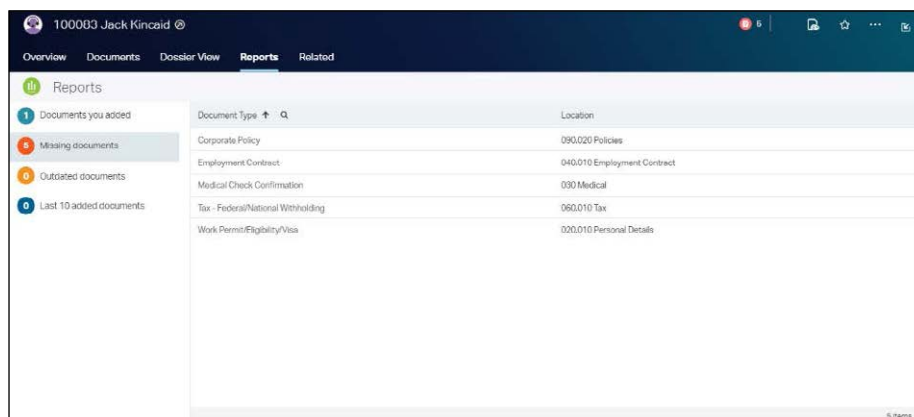 100083 Jack Kincaid
5
Overview Documents Dossier View Reports Related
Reports
1 Documents you added
5 Missing documents
0 Outdated documents
0 Last 10 added documents
Document Type Location
Corporate Policy 090.020 Policies
Employment Contract 040.010 Employment Contract
Medical Check Confirmation 030 Medical
Tax - Federal/National Withholding 060.010 Tax
Work Permit/Eligibility/Visa 020.010 Personal Details
5 items